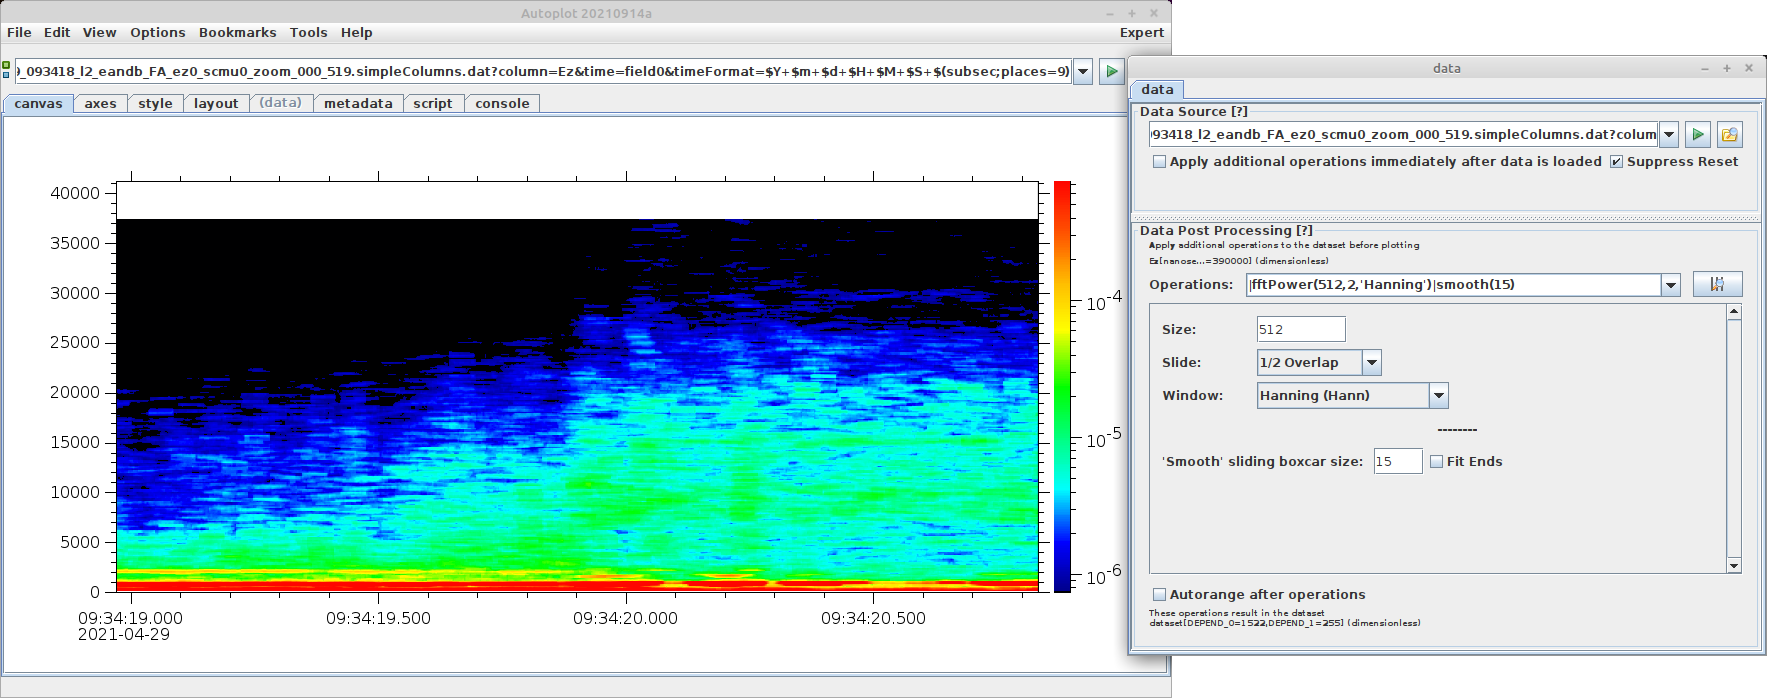 Autoplot 20210914a
File Edit View Options Bookmarks Tools Help Expert
)_093418_l2_eandb_FA_ez0_scmu0_zoom_000_519.simpleColumns.dat?column=Ez&time=field0&timeFormat=$Y+$m+$d+$H+$M+$S+$(subsec;places=9)
canvas axes style layout (data) metadata script console
40000
35000
30000
25000
20000
15000
10000
5000
0
09:34:19.000 09:34:19.500 09:34:20.000 09:34:20.500
2021-04-29
10-4
10-5
10-6
data
data
Data Source [?]
)93418_l2_eandb_FA_ez0_scmu0_zoom_000_519.simpleColumns.dat?colum
Apply additional operations immediately after data is loaded Suppress Reset
Data Post Processing [?]
Apply additional operations to the dataset before plotting
Ez[nanose...=390000] (dimensionless)
Operations: |fftPower(512,2,'Hanning')|smooth(15)
Size: 512
Slide: 1/2 Overlap
Window: Hanning (Hann)
--------
'Smooth' sliding boxcar size: 15 Fit Ends
Autorange after operations
These operations result in the dataset
dataset[DEPEND_0=1522,DEPEND_1=255] (dimensionless)